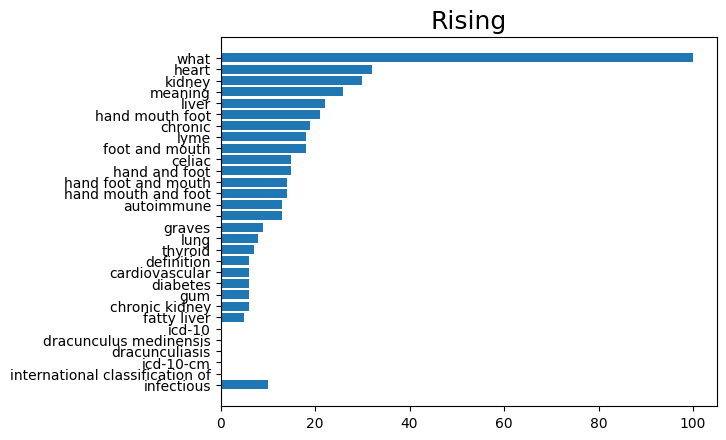 Rising
what
heart
kidney
meaning
liver
hand mouth foot
chronic
lyme
foot and mouth
celiac
hand and foot
hand foot and mouth
hand mouth and foot
autoimmune
graves
lung
thyroid
definition
cardiovascular
diabetes
gum
chronic kidney
fatty liver
icd-10
dracunculus medinensis
dracunculiasis
icd-10-cm
international classification of
infectious
0 20 40 60 80 100